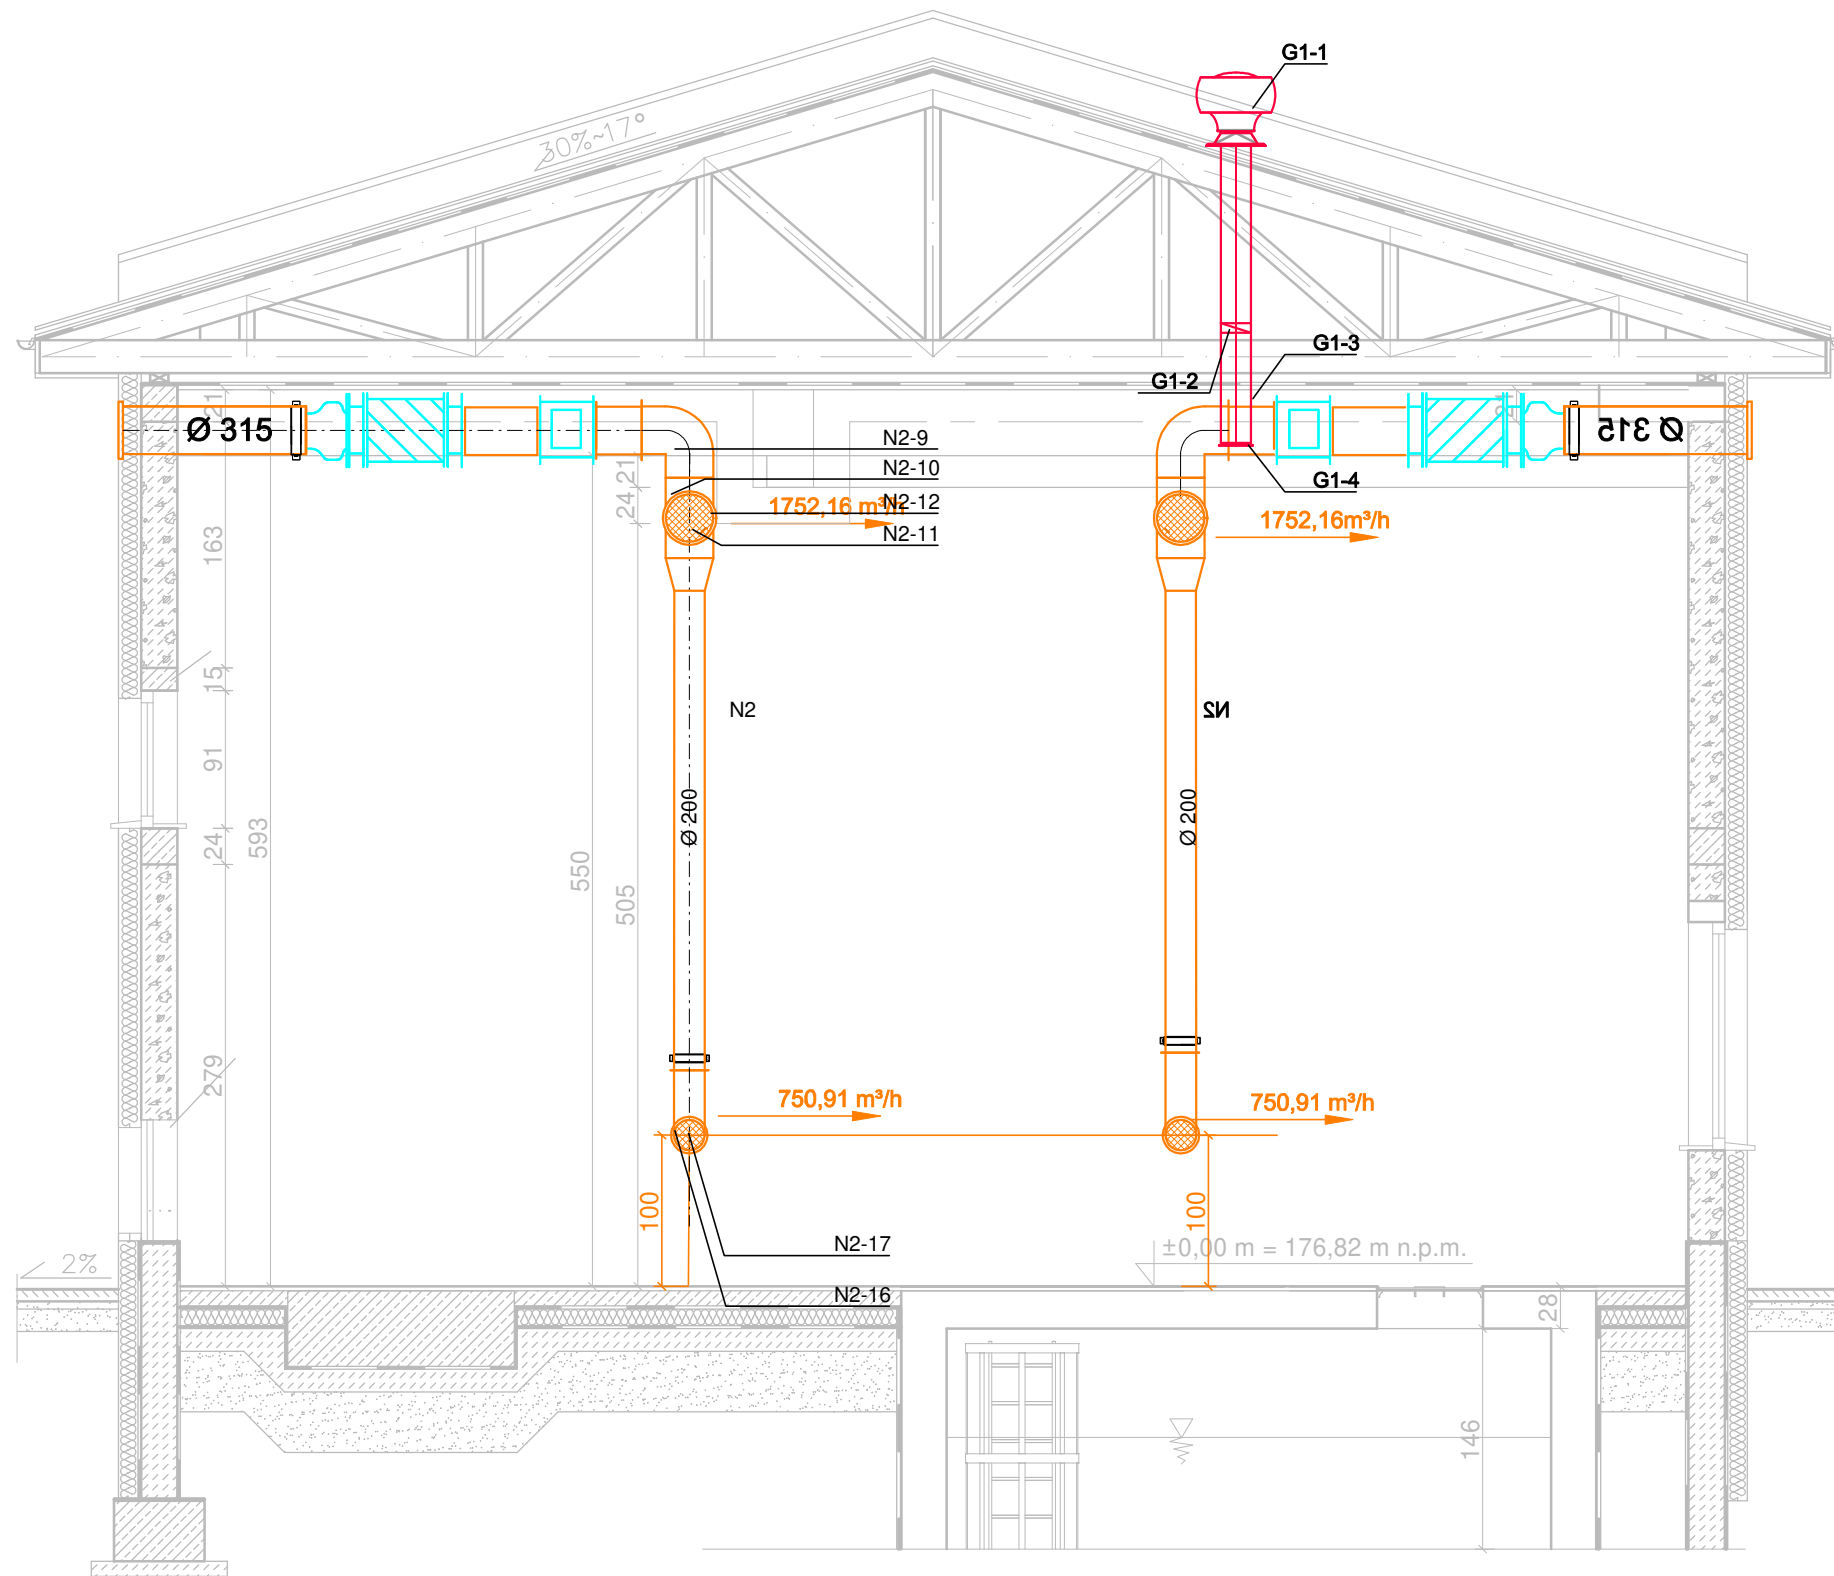 G1-1
30%~17°
G1-3
G1-2
21
21
Ø 315
Ø 315
N2-9
N2-10
G1-4
24
21
1752,16 m³/h
N2-12
1752,16m³/h
N2-11
163
15
N2
N2
91
Ø 200
Ø 200
24
593
550
505
279
750,91 m³/h
750,91 m³/h
100
100
N2-17
±0,00 m = 176,82 m n.p.m.
2%
N2-16
28
146